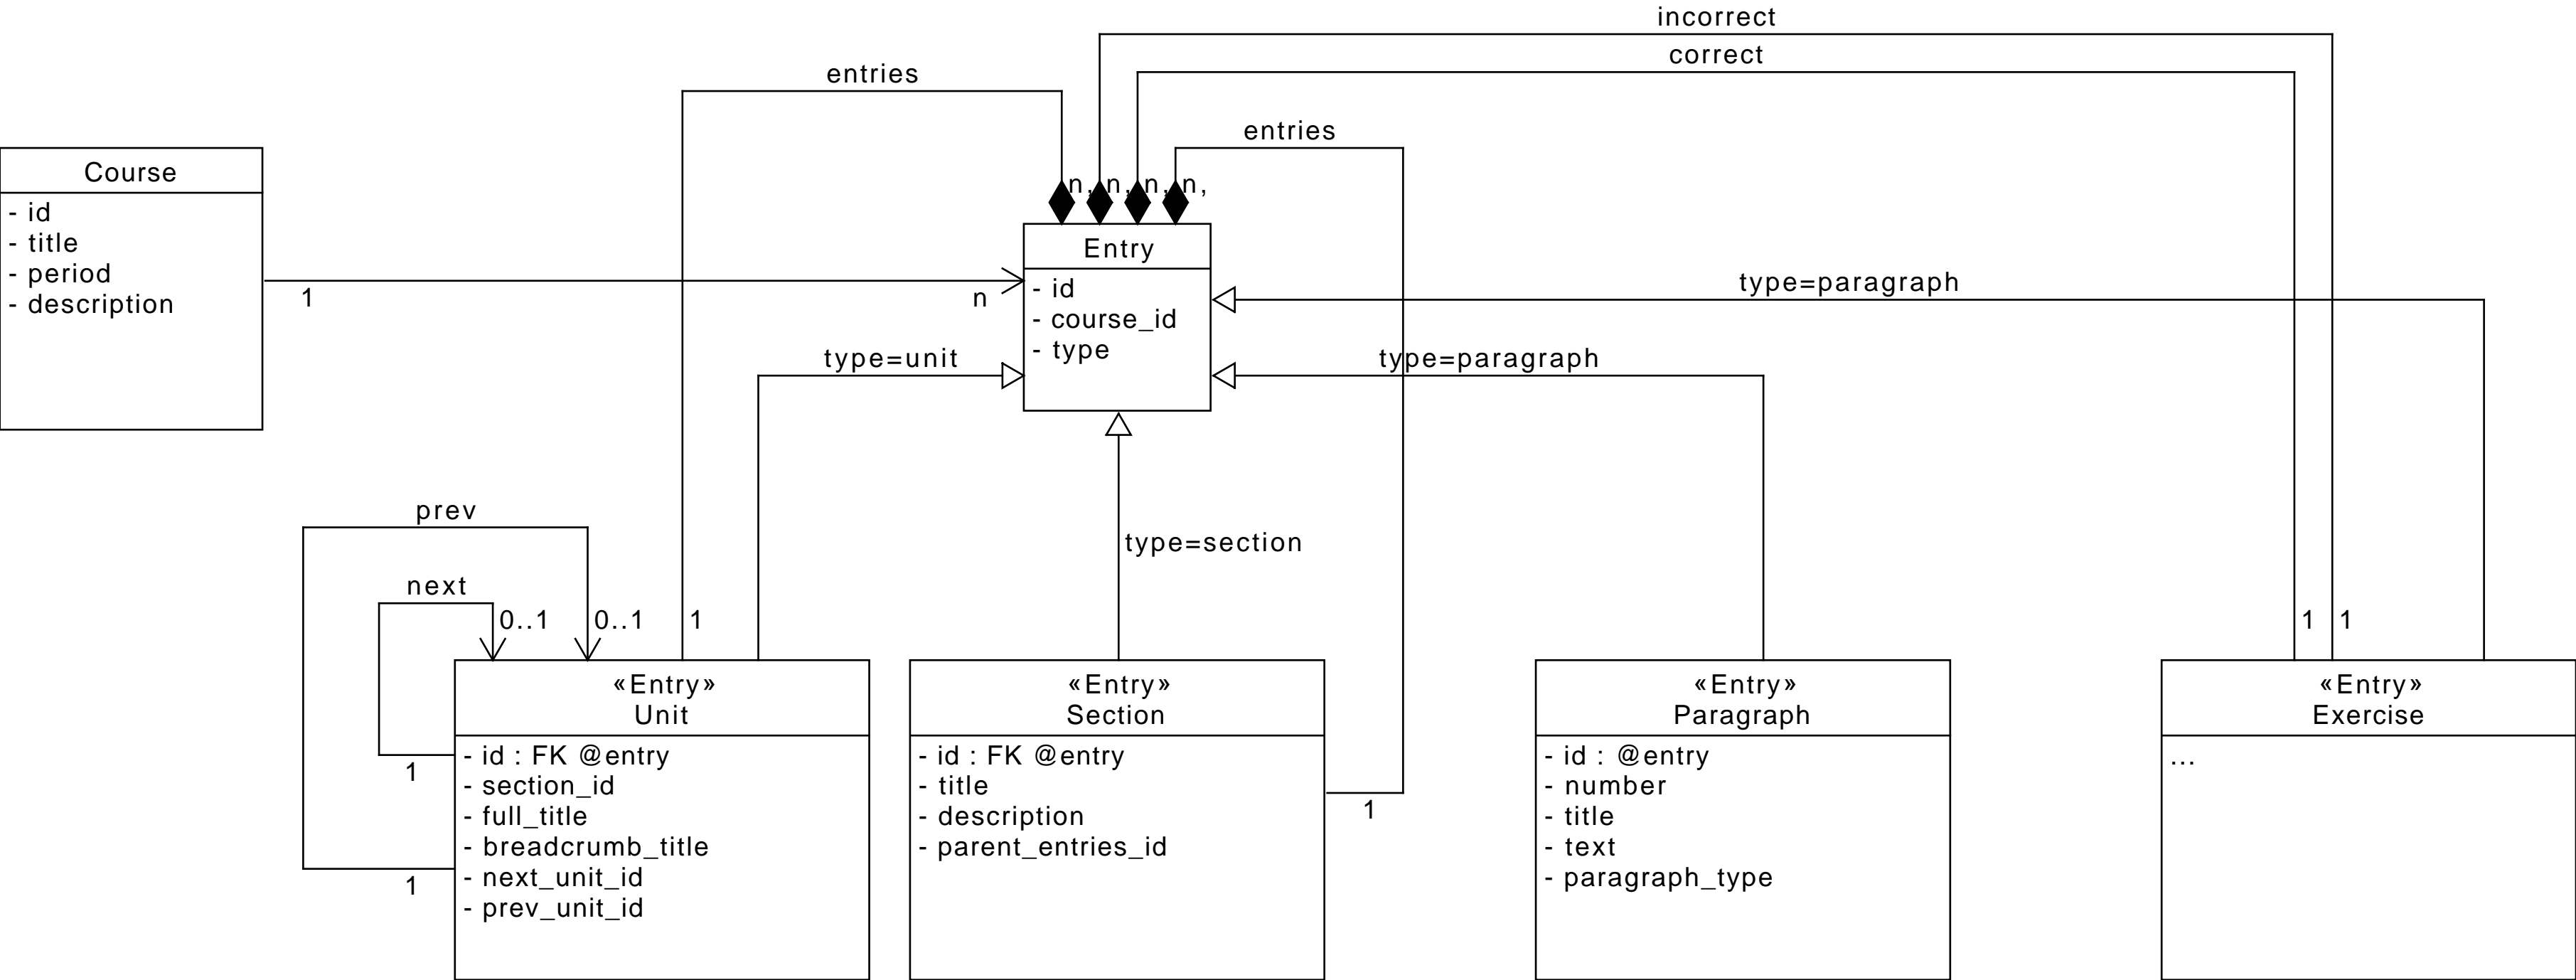 incorrect
correct
entries
entries
n, n, n, n,
Course
- id
- title
- period
- description
1
n
Entry
- id
- course_id
- type
type=paragraph
type=unit
type=paragraph
type=section
prev
next
0..1
0..1
1
1
1
«Entry»
Unit
- id : FK @entry
- section_id
- full_title
- breadcrumb_title
- next_unit_id
- prev_unit_id
1
1
«Entry»
Section
- id : FK @entry
- title
- description
- parent_entries_id
1
«Entry»
Paragraph
- id : @entry
- number
- title
- text
- paragraph_type
«Entry»
Exercise
...